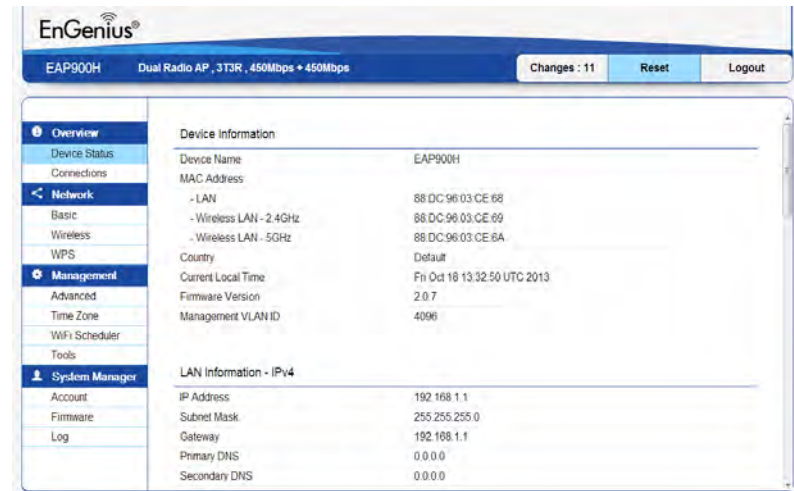 EnGenius®
EAP900H Dual Radio AP , 3T3R , 450Mbps + 450Mbps Changes : 11 Reset Logout
Overview
Device Status
Connections
Network
Basic
Wireless
WPS
Management
Advanced
Time Zone
WiFi Scheduler
Tools
System Manager
Account
Firmware
Log
Device Information
Device Name EAP900H
MAC Address
- LAN 88:DC:96:03:CE:68
- Wireless LAN - 2.4GHz 88:DC:96:03:CE:69
- Wireless LAN - 5GHz 88:DC:96:03:CE:6A
Country Default
Current Local Time Fri Oct 18 13:32:50 UTC 2013
Firmware Version 2.0.7
Management VLAN ID 4096
LAN Information - IPv4
IP Address 192.168.1.1
Subnet Mask 255.255.255.0
Gateway 192.168.1.1
Primary DNS 0.0.0.0
Secondary DNS 0.0.0.0